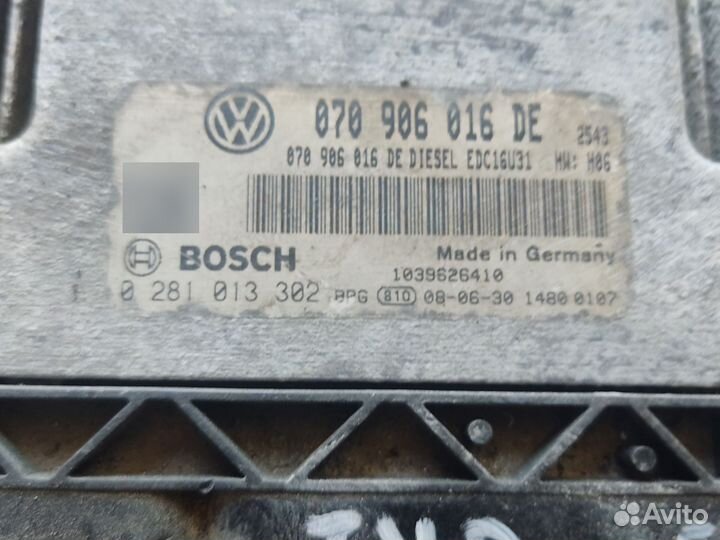 070 906 016 DE 2543
070 906 016 DE DIESEL EDC16U31 HW: H06
BOSCH
Made in Germany
1039626410
0 281 013 302 BPG 810 08-06-30 1480 0107
Avito